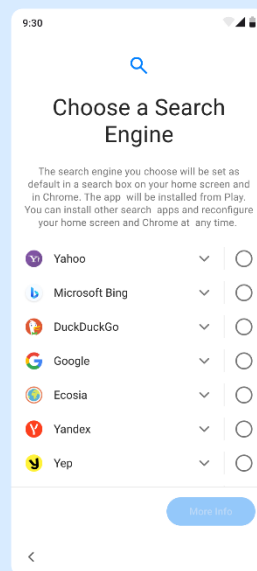 9:30
Choose a Search
Engine
The search engine you choose will be set as
default in a search box on your home screen and
in Chrome. The app will be installed from Play.
You can install other search apps and reconfigure
your home screen and Chrome at any time.
Yahoo
Microsoft Bing
DuckDuckGo
Google
Ecosia
Yandex
Yep
More Info